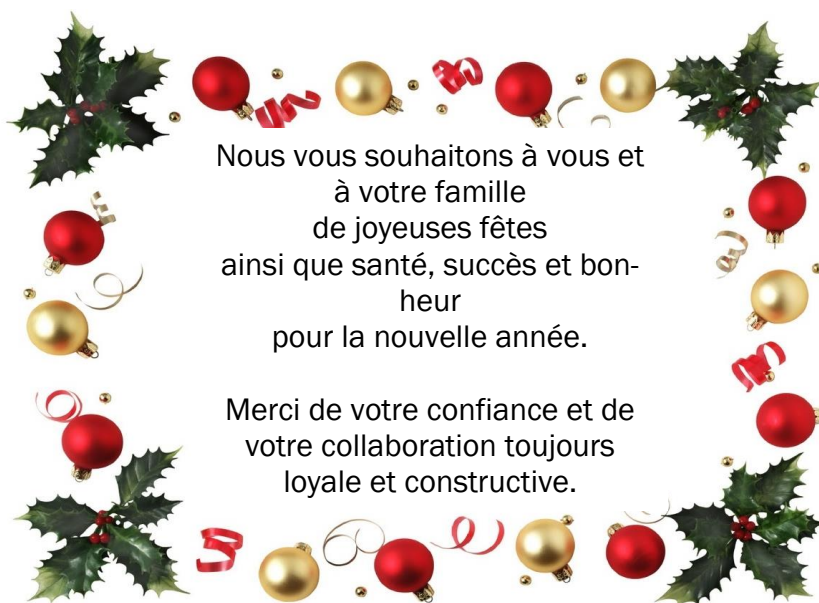 Nous vous souhaitons à vous et
à votre famille
de joyeuses fêtes
ainsi que santé, succès et bon-
heur
pour la nouvelle année.
Merci de votre confiance et de
votre collaboration toujours
loyale et constructive.